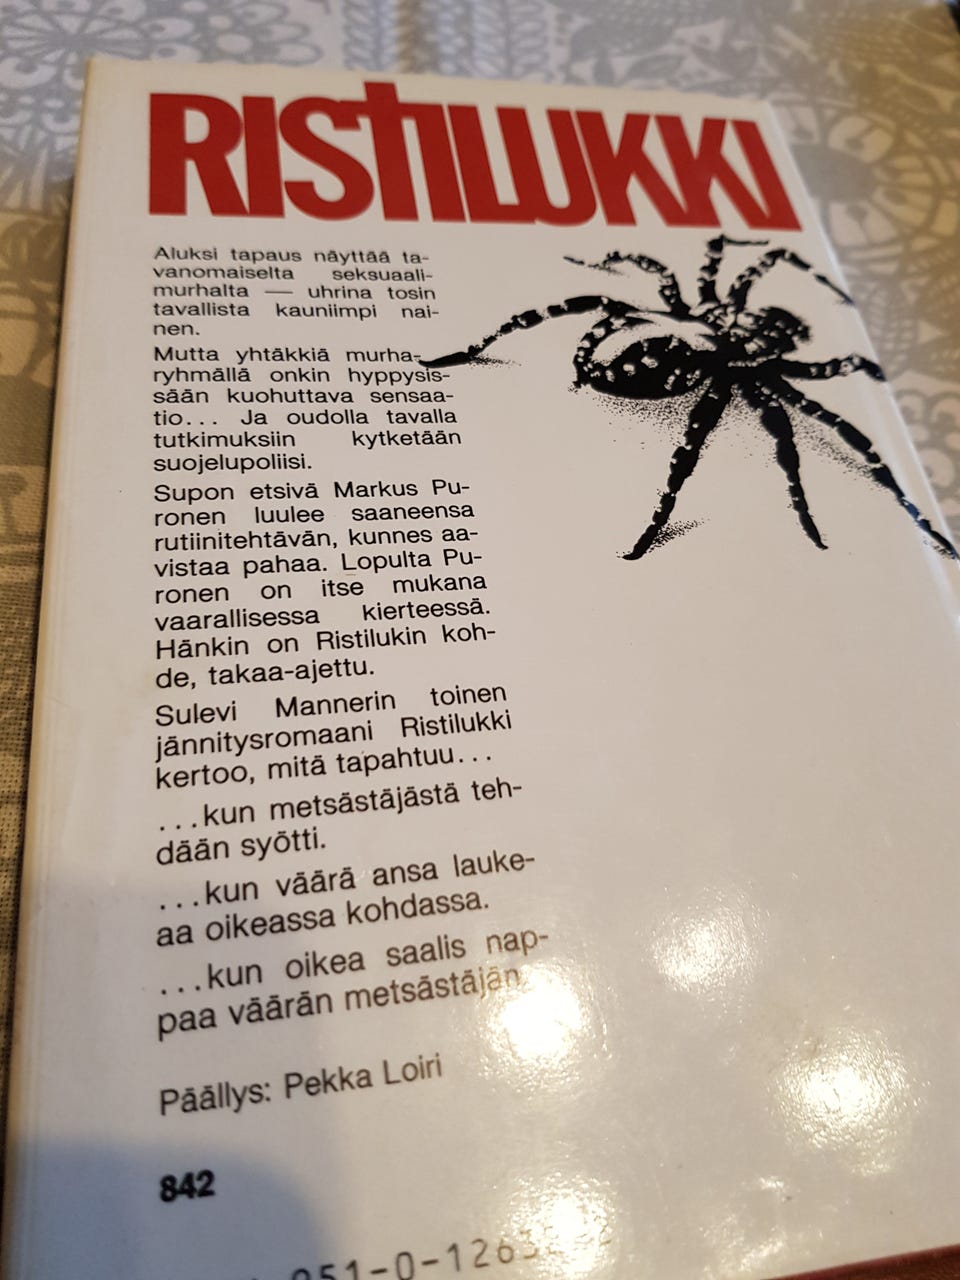 RISTILUKKI
Aluksi tapaus näyttää ta-
vanomaiselta seksuaali-
murhalta — uhrina tosin
tavallista kauniimpi nai-
nen.
Mutta yhtäkkiä murha-
ryhmällä onkin hyppysis-
sään kuohuttava sensaa-
tio... Ja oudolla tavalla
tutkimuksiin kytketään
suojelupoliisi.
Supon etsivä Markus Pu-
ronen luulee saaneensa
rutiinitehtävän, kunnes aa-
vistaa pahaa. Lopulta Pu-
ronen on itse mukana
vaarallisessa kierteessä.
Hänkin on Ristilukin koh-
de, takaa-ajettu.
Sulevi Mannerin toinen
jännitysromaani Ristilukki
kertoo, mitä tapahtuu...
...kun metsästäjästä teh-
dään syötti.
...kun väärä ansa lauke-
aa oikeassa kohdassa.
...kun oikea saalis nap-
paa väärän metsästäjän.
Päällys: Pekka Loiri
842
951-0-1263